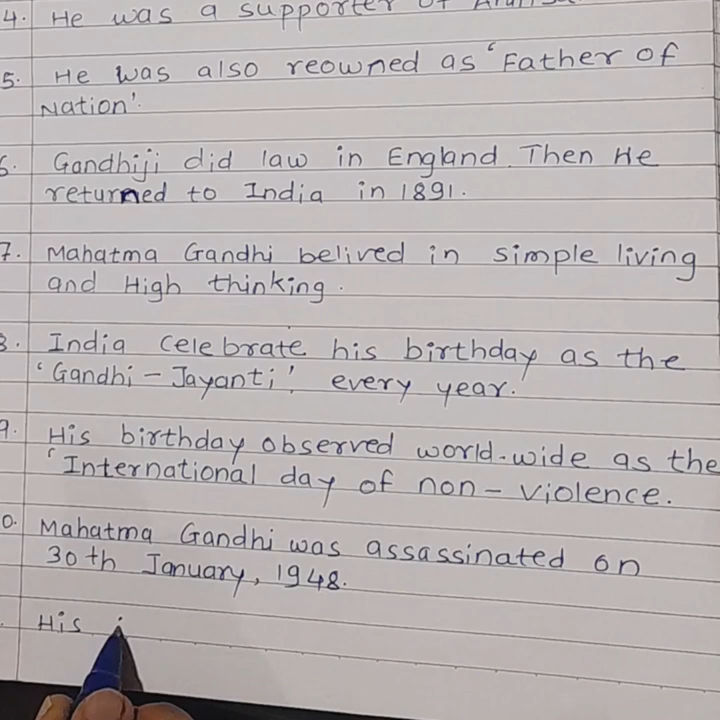 4. He was a supporter of
5. He was also reowned as 'Father of
Nation'.
6. Gandhiji did law in England. Then He
returned to India in 1891.
7. Mahatma Gandhi belived in simple living
and High thinking.
8. India celebrate his birthday as the
'Gandhi - Jayanti'. every year.
9. His birthday observed world-wide as the
'International day of non - violence.
0. Mahatma Gandhi was assassinated on
30th January, 1948.
His